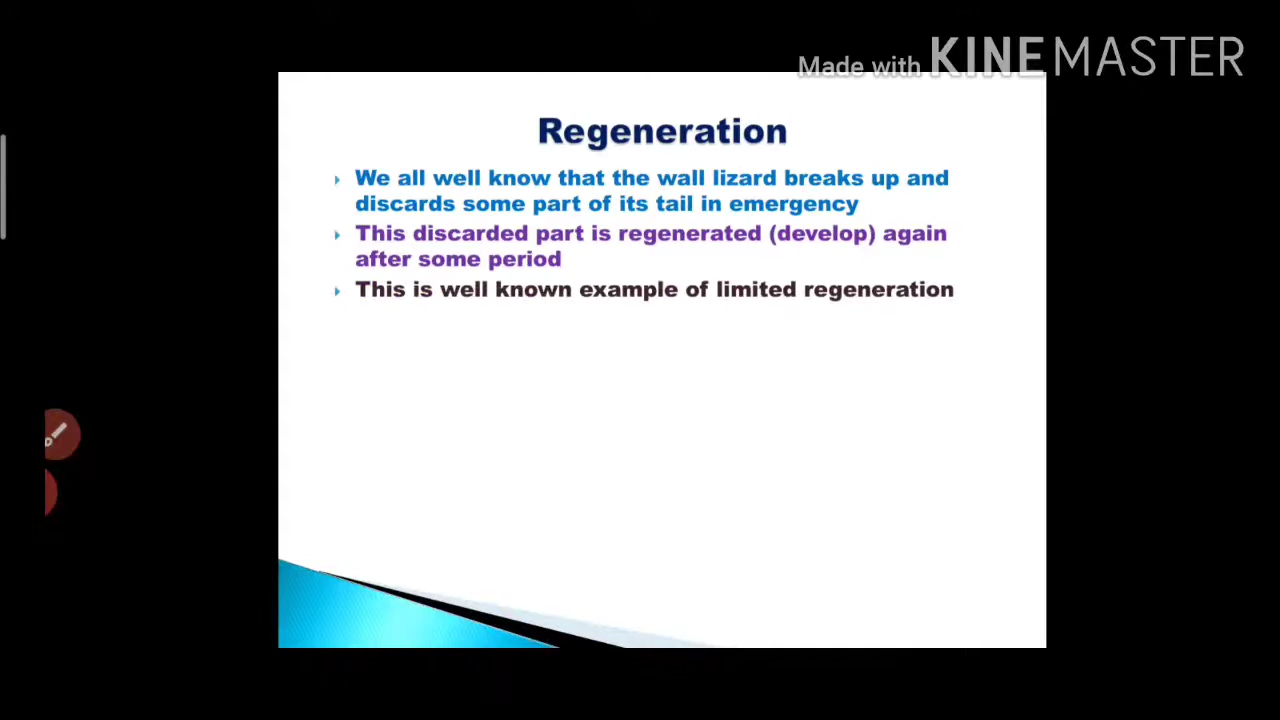 Made with KINEMASTER
Regeneration
We all well know that the wall lizard breaks up and
discards some part of its tail in emergency
This discarded part is regenerated (develop) again
after some period
This is well known example of limited regeneration